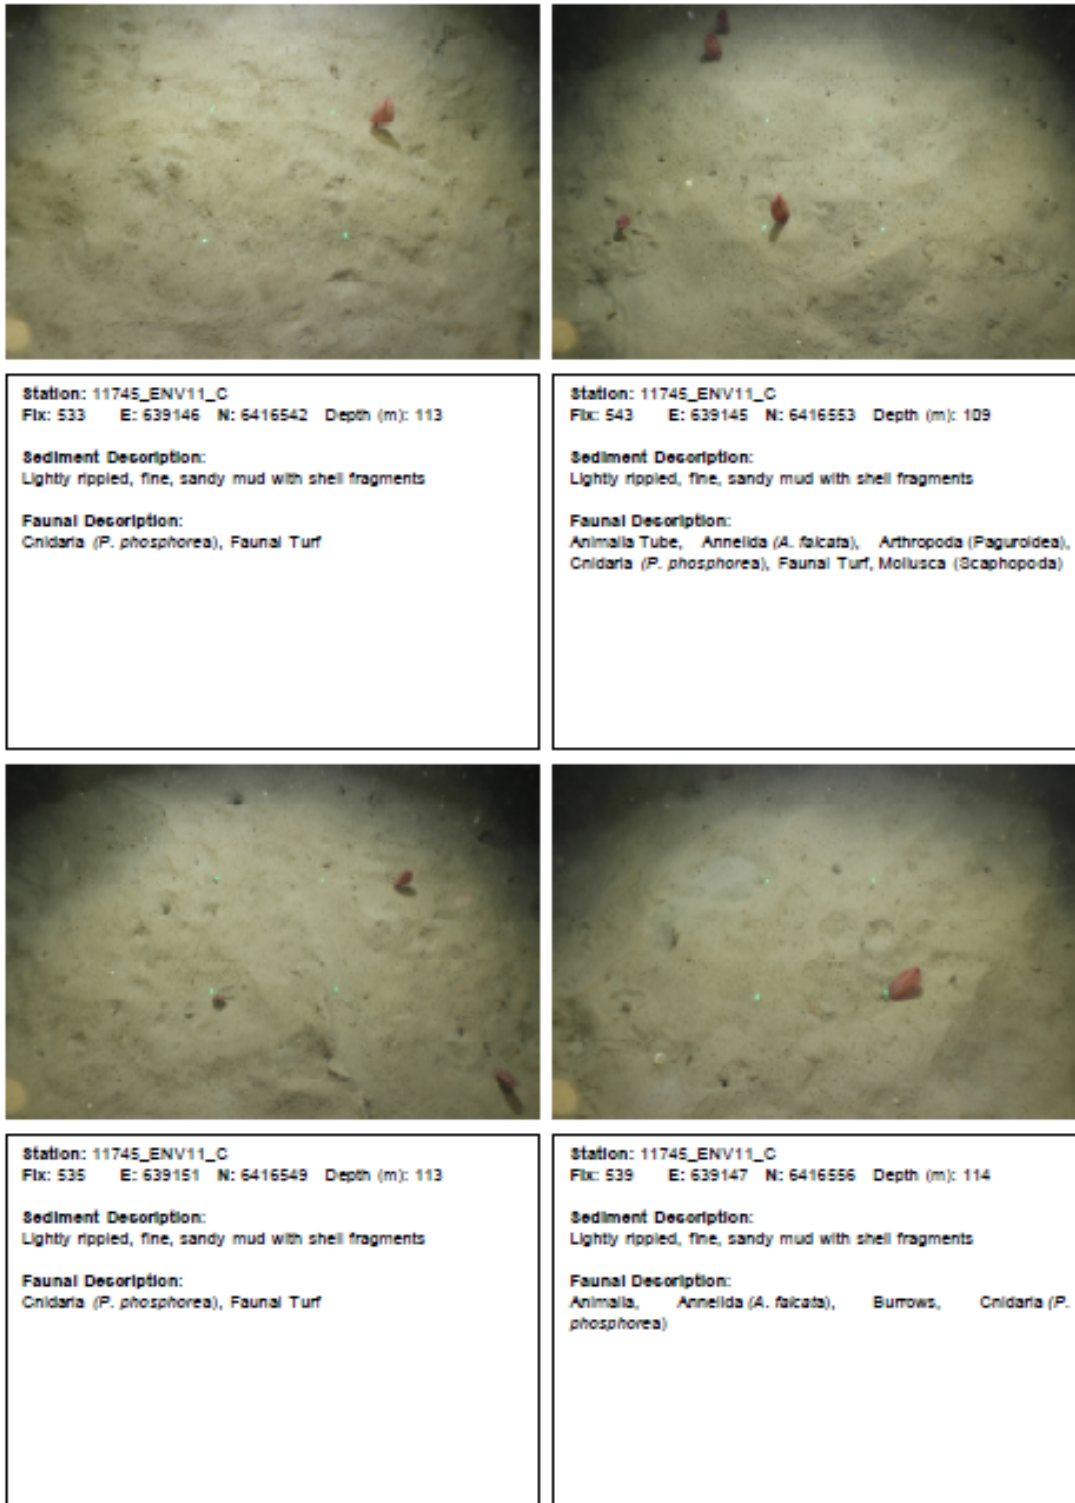 Station: 11745_ENV11_C
Fix: 533 E: 639146 N: 6416542 Depth (m): 113
Sediment Description:
Lightly rippled, fine, sandy mud with shell fragments
Faunal Description:
Cnidaria (P. phosphorea), Faunal Turf
Station: 11745_ENV11_C
Fix: 543 E: 639145 N: 6416553 Depth (m): 109
Sediment Description:
Lightly rippled, fine, sandy mud with shell fragments
Faunal Description:
Animalia Tube, Annelida (A. falcata), Arthropoda (Paguroidea),
Cnidaria (P. phosphorea), Faunal Turf, Mollusca (Scaphopoda)
Station: 11745_ENV11_C
Fix: 535 E: 639151 N: 6416549 Depth (m): 113
Sediment Description:
Lightly rippled, fine, sandy mud with shell fragments
Faunal Description:
Cnidaria (P. phosphorea), Faunal Turf
Station: 11745_ENV11_C
Fix: 539 E: 639147 N: 6416556 Depth (m): 114
Sediment Description:
Lightly rippled, fine, sandy mud with shell fragments
Faunal Description:
Animalia, Annelida (A. falcata), Burrows, Cnidaria (P.
phosphorea)